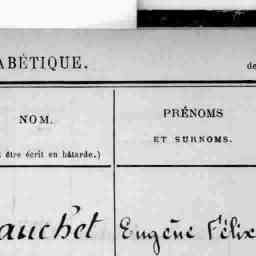 ABÉTIQUE. de
NOM. PRÉNOMS
ET SURNOMS.
être écrit en bâtarde.)
auchet Eugène Félix